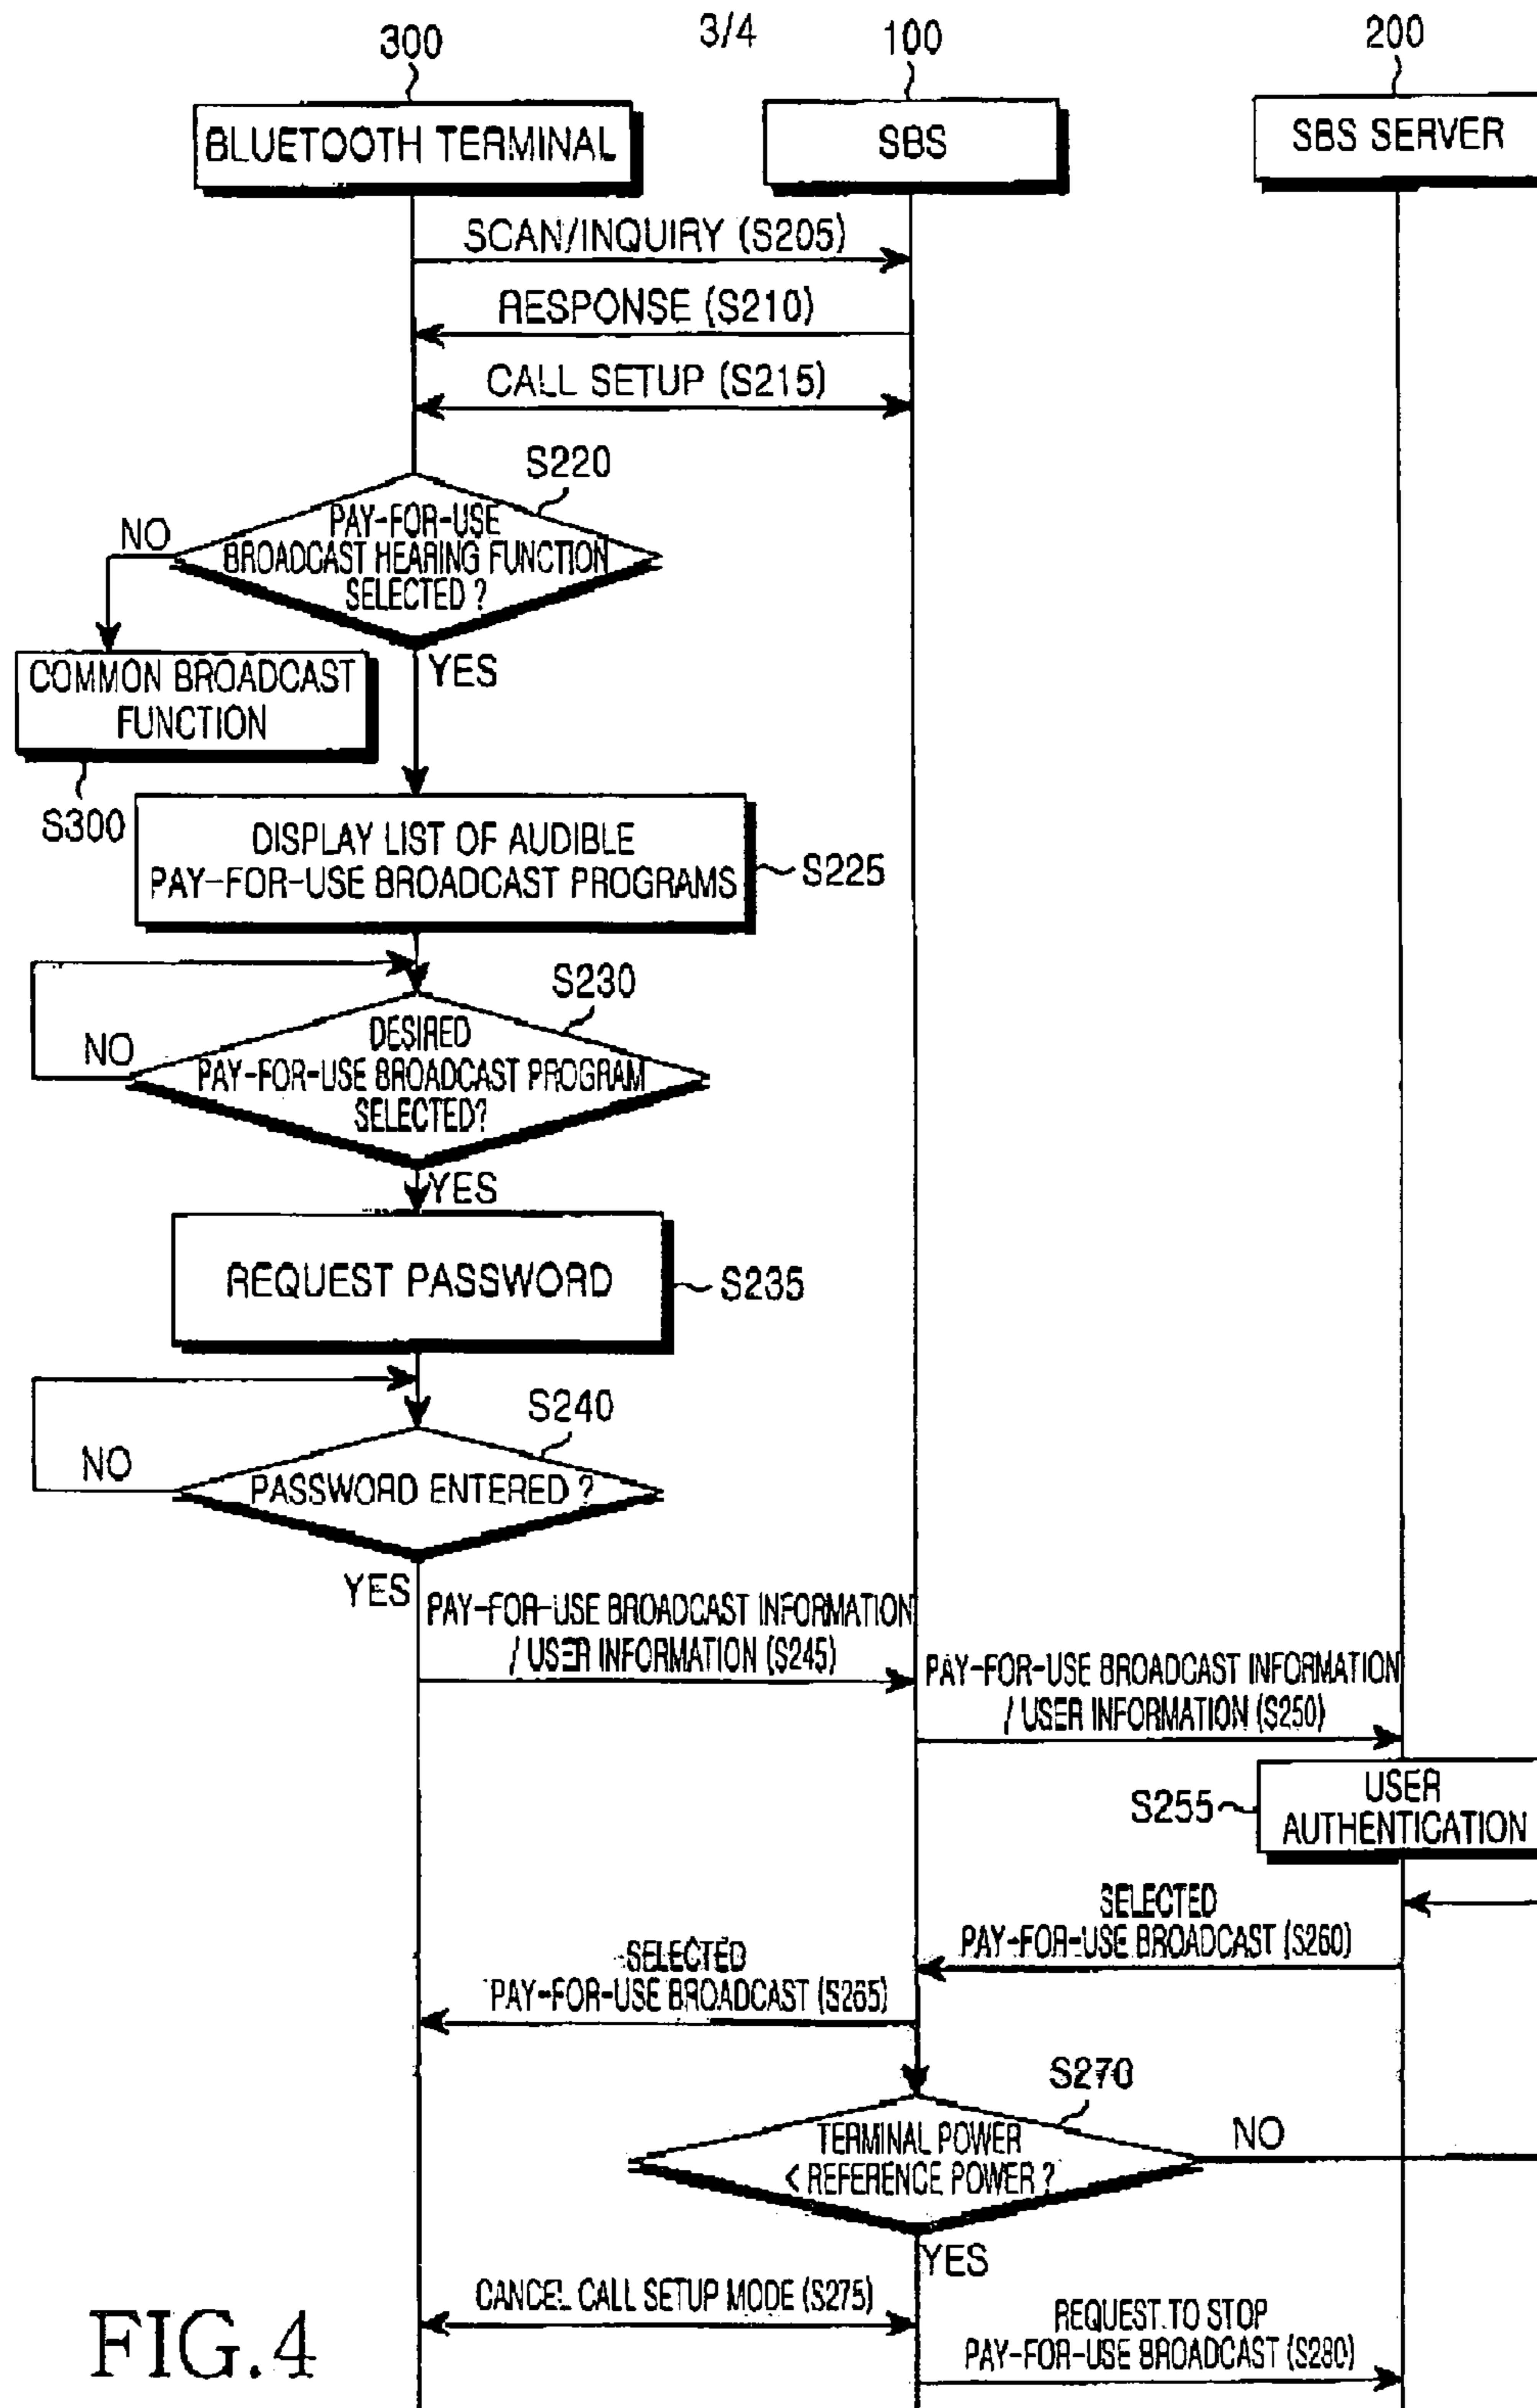 300
3/4
100
200
BLUETOOTH TERMINAL
SBS
SBS SERVER
SCAN/INQUIRY (S205)
RESPONSE (S210)
CALL SETUP (S215)
S220
PAY-FOR-USE
BROADCAST HEARING FUNCTION
SELECTED ?
NO
YES
COMMON BROADCAST
FUNCTION
S300
DISPLAY LIST OF AUDIBLE
PAY-FOR-USE BROADCAST PROGRAMS
S225
S230
DESIRED
PAY-FOR-USE BROADCAST PROGRAM
SELECTED?
NO
YES
REQUEST PASSWORD
S235
S240
PASSWORD ENTERED ?
NO
YES
PAY-FOR-USE BROADCAST INFORMATION
/ USER INFORMATION (S245)
PAY-FOR-USE BROADCAST INFORMATION
/ USER INFORMATION (S250)
S255
USER
AUTHENTICATION
SELECTED
PAY-FOR-USE BROADCAST (S260)
SELECTED
PAY-FOR-USE BROADCAST (S265)
S270
TERMINAL POWER
< REFERENCE POWER ?
NO
YES
CANCEL CALL SETUP MODE (S275)
REQUEST TO STOP
PAY-FOR-USE BROADCAST (S280)
FIG.4